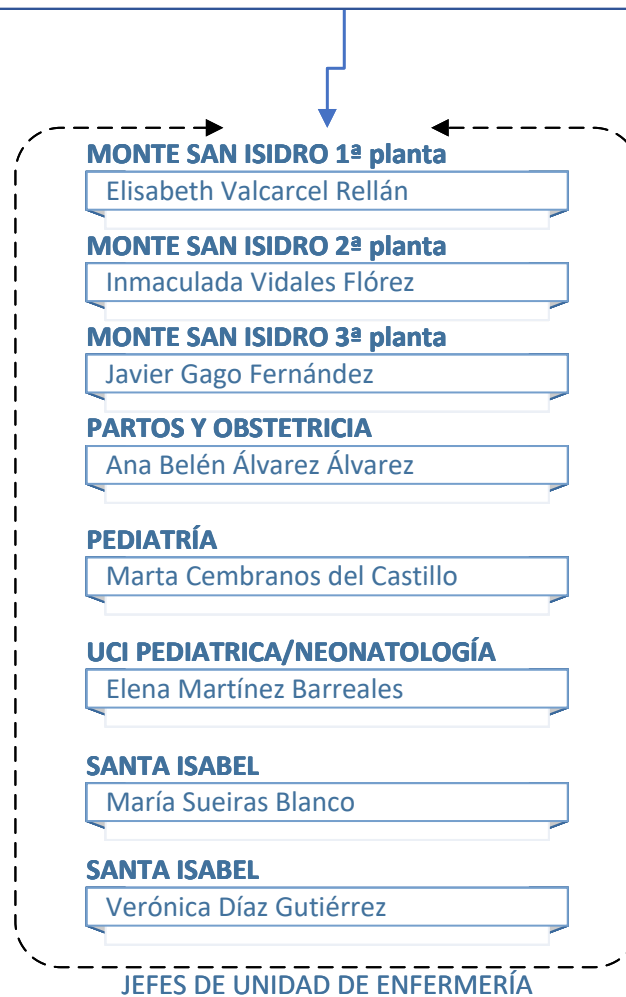 MONTE SAN ISIDRO 1ª planta
Elisabeth Valcarcel Rellán
MONTE SAN ISIDRO 2ª planta
Inmaculada Vidales Flórez
MONTE SAN ISIDRO 3ª planta
Javier Gago Fernández
PARTOS Y OBSTETRICIA
Ana Belén Álvarez Álvarez
PEDIATRÍA
Marta Cembranos del Castillo
UCI PEDIATRICA/NEONATOLOGÍA
Elena Martínez Barreales
SANTA ISABEL
María Sueiras Blanco
SANTA ISABEL
Verónica Díaz Gutiérrez
JEFES DE UNIDAD DE ENFERMERÍA